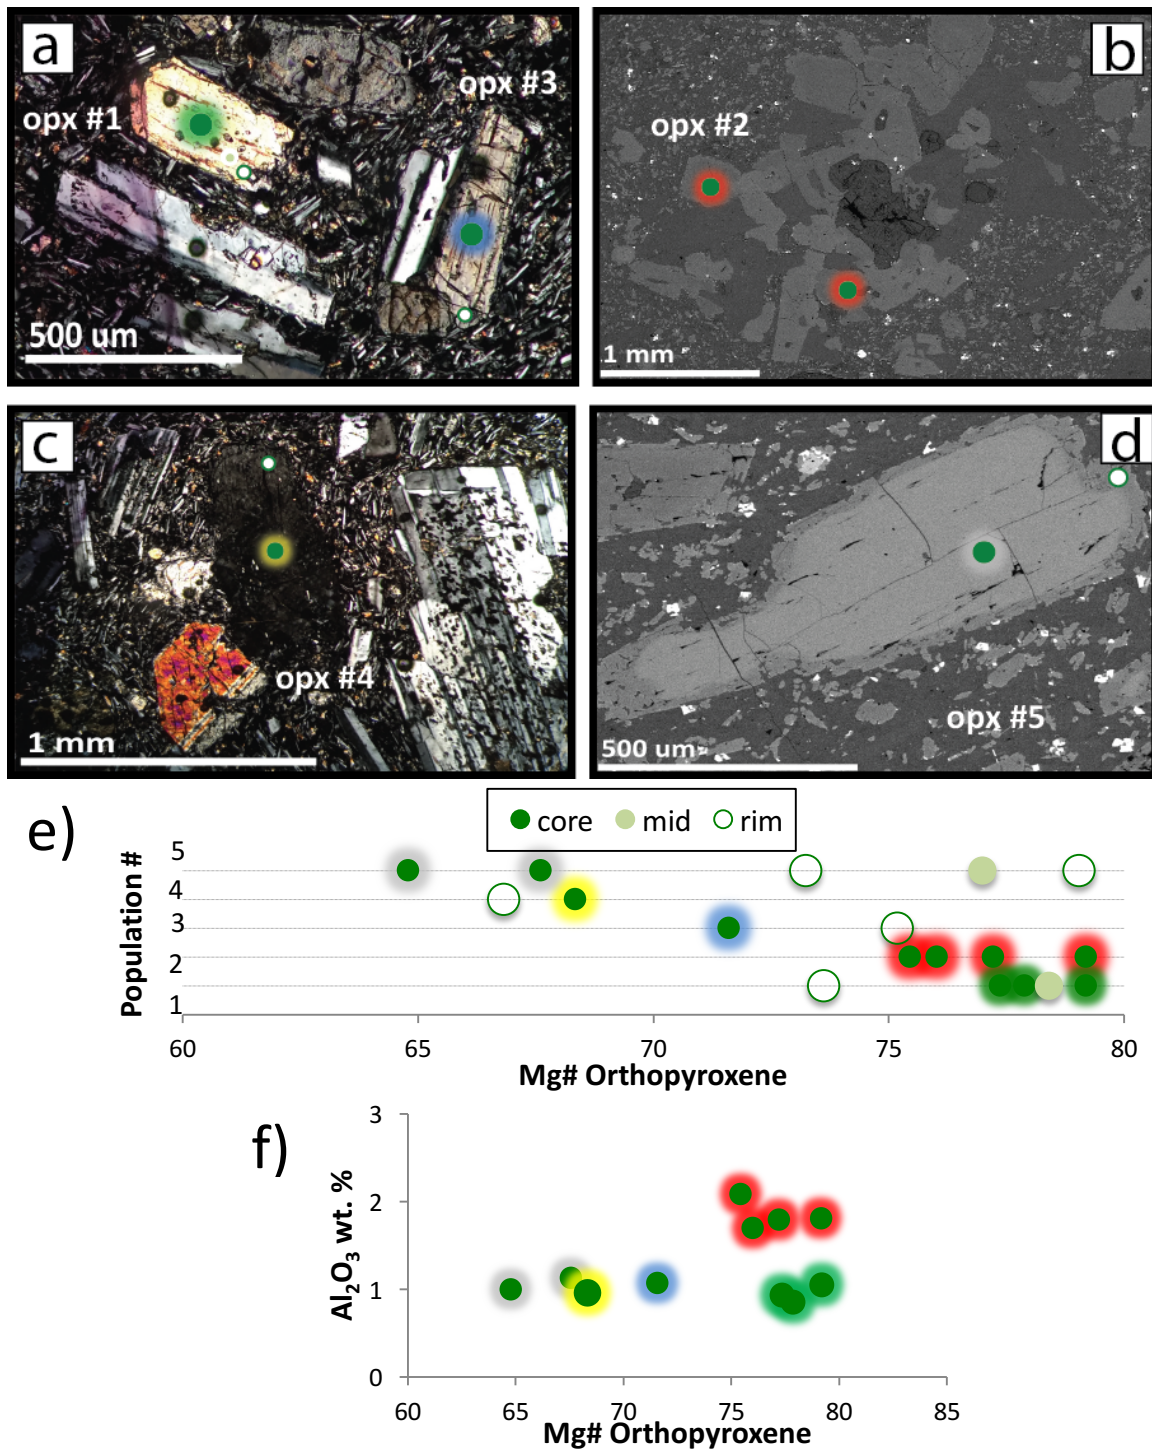 a
opx #3
opx #1
500 um
b
opx #2
1 mm
c
opx #4
1 mm
d
opx #5
500 um
e)
core mid rim
Population #
5
4
3
2
1
60 65 70 75 80
Mg# Orthopyroxene
f)
Al2O3 wt. %
3
2
1
0
60 65 70 75 80 85
Mg# Orthopyroxene